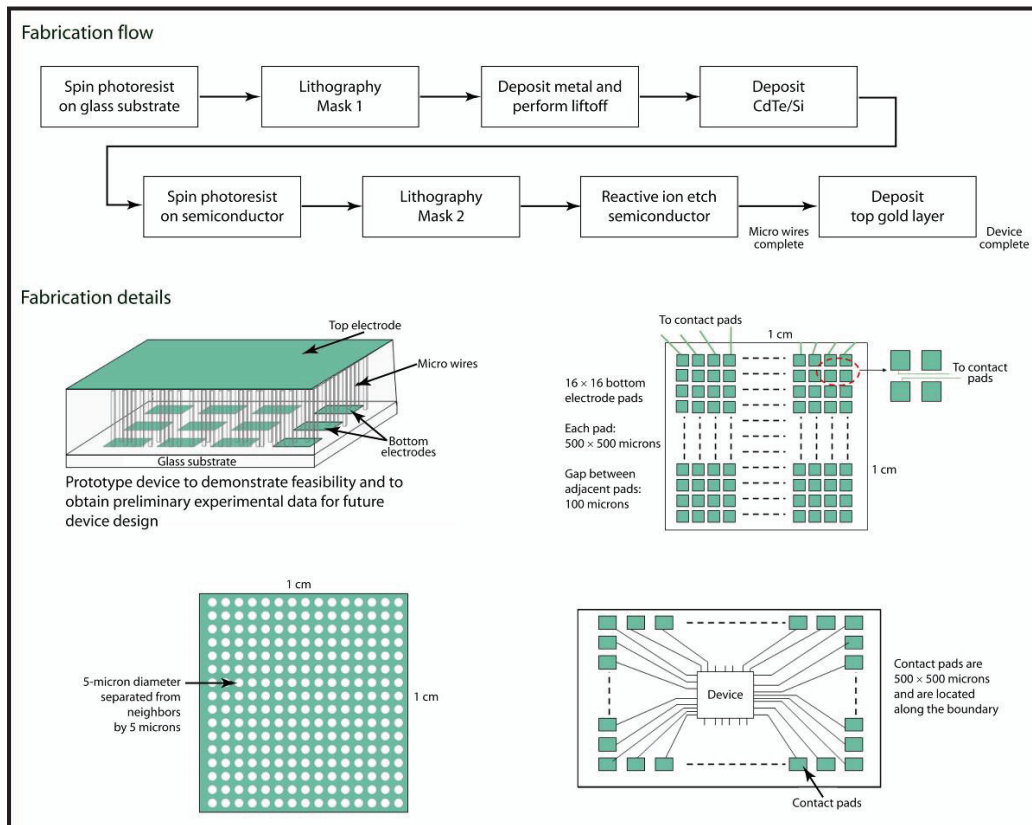 Fabrication flow
Spin photoresist
on glass substrate
Lithography
Mask 1
Deposit metal and
perform liftoff
Deposit
CdTe/Si
Spin photoresist
on semiconductor
Lithography
Mask 2
Reactive ion etch
semiconductor
Micro wires
complete
Deposit
top gold layer
Device
complete
Fabrication details
Top electrode
Micro wires
Bottom
electrodes
Glass substrate
Prototype device to demonstrate feasibility and to
obtain preliminary experimental data for future
device design
To contact pads
1 cm
16 × 16 bottom
electrode pads
Each pad:
500 × 500 microns
Gap between
adjacent pads:
100 microns
1 cm
To contact
pads
1 cm
5-micron diameter
separated from
neighbors
by 5 microns
1 cm
Device
Contact pads are
500 × 500 microns
and are located
along the boundary
Contact pads